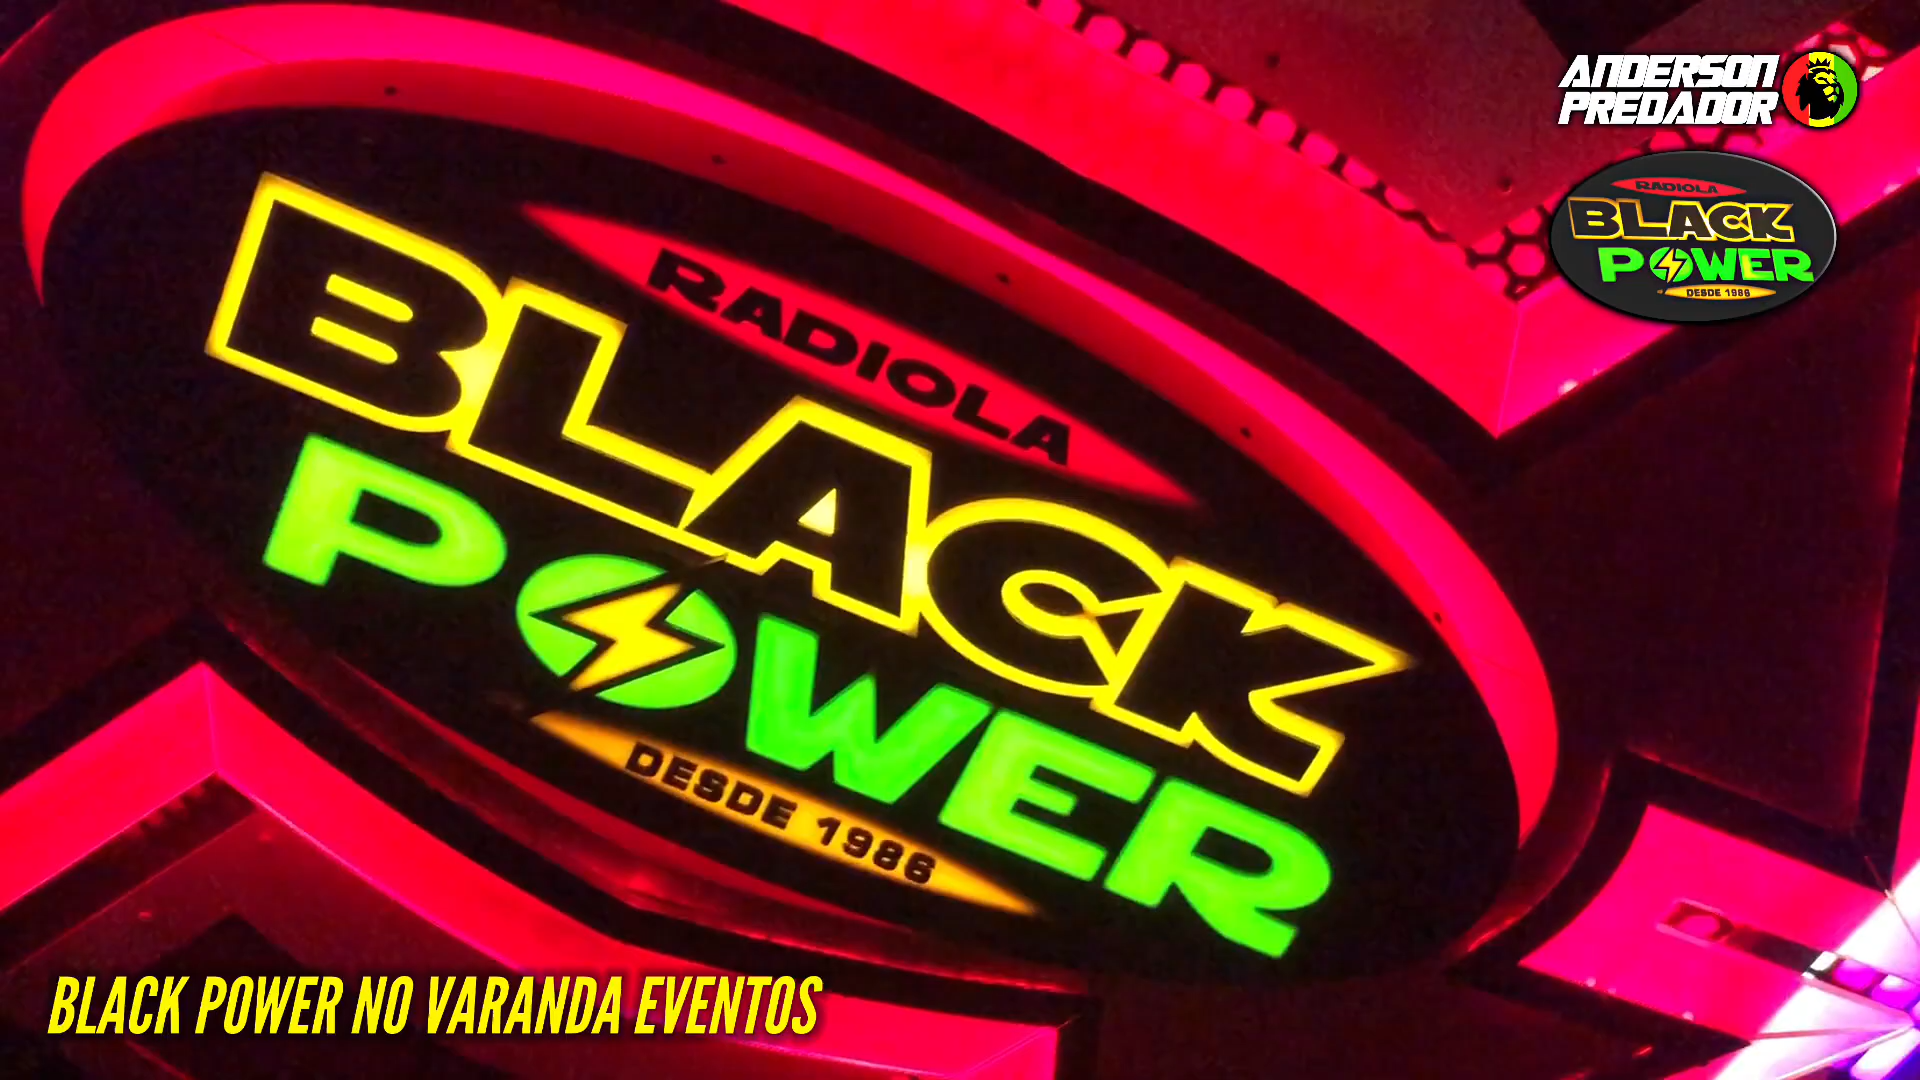 ANDERSON
PREDADOR
RADIOLA
BLACK
POWER
DESDE 1986
RADIOLA
BLACK
POWER
DESDE 1986
BLACK POWER NO VARANDA EVENTOS